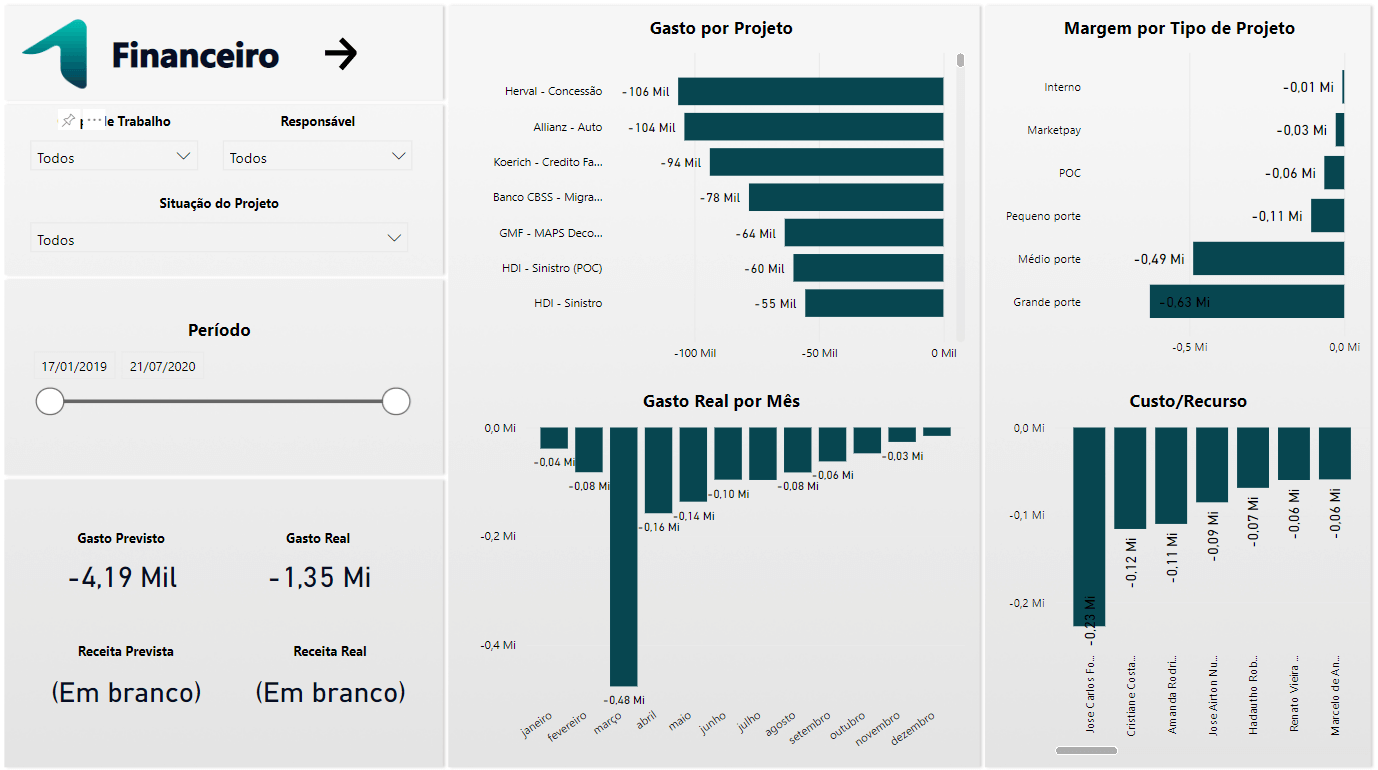 Financeiro
de Trabalho
Responsável
Todos
Todos
Situação do Projeto
Todos
Período
17/01/2019
21/07/2020
Gasto Previsto
Gasto Real
-4,19 Mil
-1,35 Mi
Receita Prevista
Receita Real
(Em branco)
(Em branco)
Gasto por Projeto
Herval - Concessão
-106 Mil
Allianz - Auto
-104 Mil
Koerich - Credito Fa...
-94 Mil
Banco CBSS - Migra...
-78 Mil
GMF - MAPS Deco...
-64 Mil
HDI - Sinistro (POC)
-60 Mil
HDI - Sinistro
-55 Mil
-100 Mil
-50 Mil
0 Mil
Gasto Real por Mês
0,0 Mi
-0,2 Mi
-0,4 Mi
-0,04 Mi
-0,08 Mi
-0,48 Mi
-0,16 Mi
-0,14 Mi
-0,10 Mi
-0,08 Mi
-0,06 Mi
-0,03 Mi
janeiro
fevereiro
março
abril
maio
junho
julho
agosto
setembro
outubro
novembro
dezembro
Margem por Tipo de Projeto
Interno
-0,01 Mi
Marketpay
-0,03 Mi
POC
-0,06 Mi
Pequeno porte
-0,11 Mi
Médio porte
-0,49 Mi
Grande porte
-0,63 Mi
-0,5 Mi
0,0 Mi
Custo/Recurso
0,0 Mi
-0,1 Mi
-0,2 Mi
-0,23 Mi
-0,12 Mi
-0,11 Mi
-0,09 Mi
-0,07 Mi
-0,06 Mi
-0,06 Mi
Jose Carlos Fo...
Cristiane Costa...
Amanda Rodri...
Jose Airton Nu...
Hadautho Rob...
Renato Vieira ...
Marcelo de An...